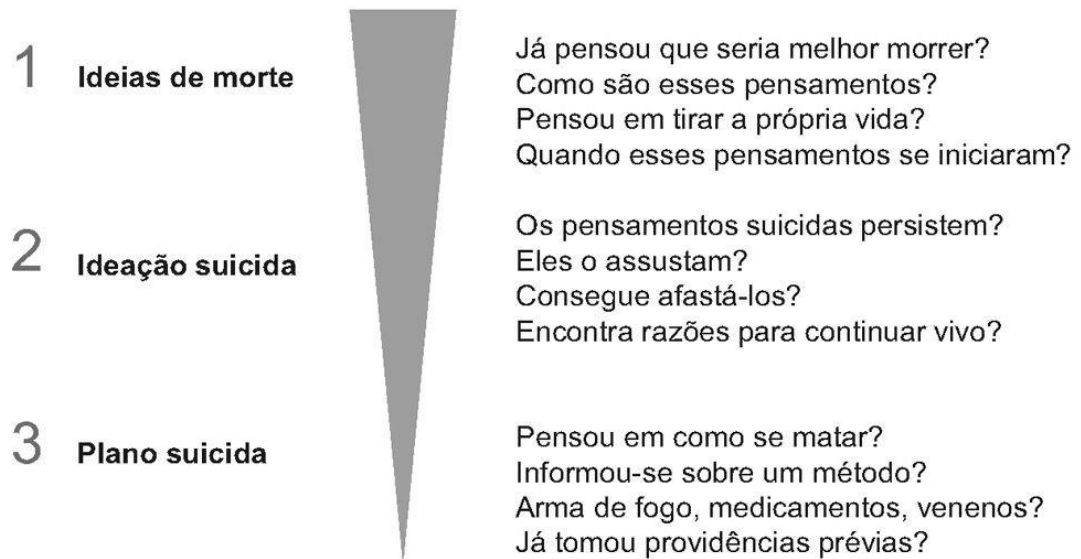 1 Ideias de morte
Já pensou que seria melhor morrer?
Como são esses pensamentos?
Pensou em tirar a própria vida?
Quando esses pensamentos se iniciaram?
2 Ideação suicida
Os pensamentos suicidas persistem?
Eles o assustam?
Consegue afastá-los?
Encontra razões para continuar vivo?
3 Plano suicida
Pensou em como se matar?
Informou-se sobre um método?
Arma de fogo, medicamentos, venenos?
Já tomou providências prévias?